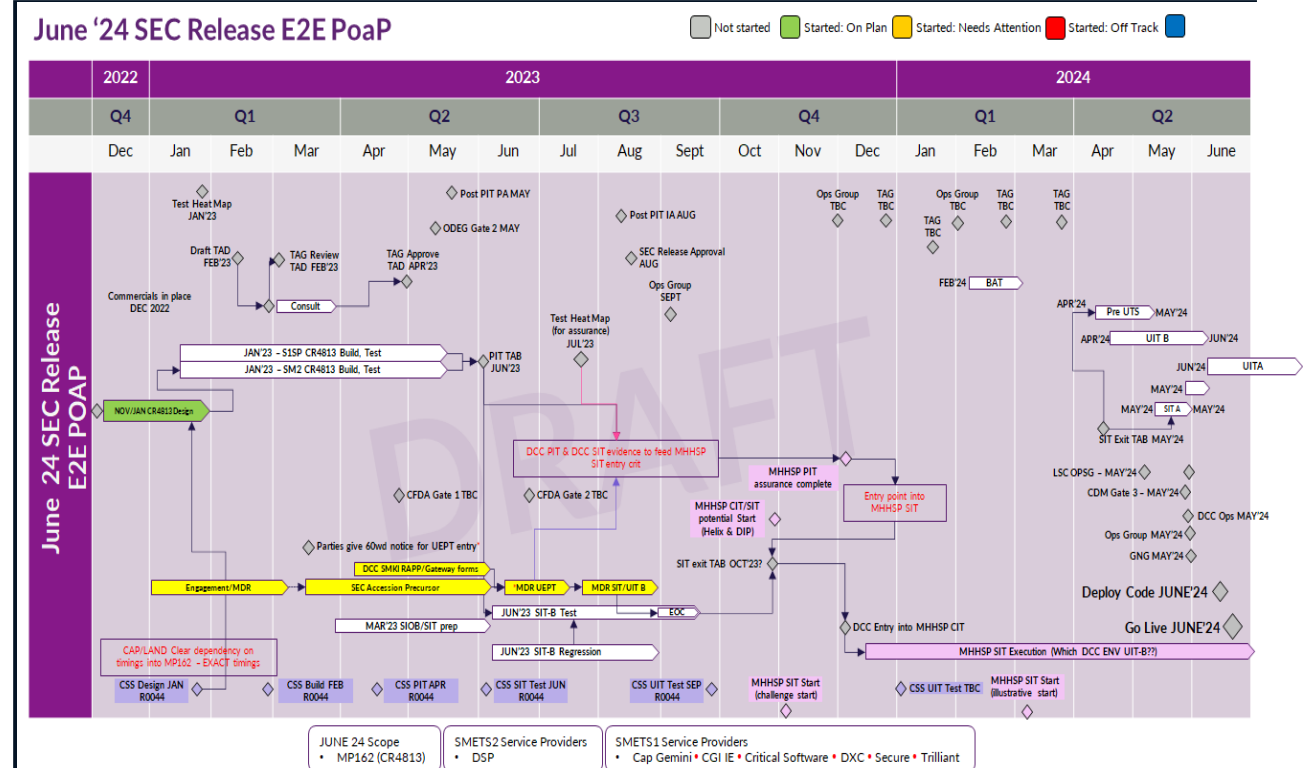 June '24 SEC Release E2E PoaP
Not started
Started: On Plan
Started: Needs Attention
Started: Off Track
2022
2023
2024
Q4
Q1
Q2
Q3
Q4
Q1
Q2
Dec
Jan
Feb
Mar
Apr
May
Jun
Jul
Aug
Sept
Oct
Nov
Dec
Jan
Feb
Mar
Apr
May
June
June 24 SEC Release
E2E POAP
DRAFT
Test Heat Map
JAN'23
Post PIT PA MAY
ODEG Gate 2 MAY
Post PIT IA AUG
SEC Release Approval
AUG
Ops Group
SEPT
Ops Group
TBC
TAG
TBC
TAG
TBC
Ops Group
TBC
TAG
TBC
TAG
TBC
Draft TAD
FEB'23
TAG Review
TAD FEB'23
TAG Approve
TAD APR'23
Consult
Commercials in place
DEC 2022
FEB'24
BAT
APR'24
Pre UTS
MAY'24
APR'24
UIT B
JUN'24
JUN'24
UITA
MAY'24
MAY'24
SIT A
MAY'24
SIT Exit TAB MAY'24
Test Heat Map
(for assurance)
JUL'23
JAN'23 – S1SP CR4813 Build, Test
JAN'23 – SM2 CR4813 Build, Test
PIT TAB
JUN'23
NOV/JAN CR4813 Design
DCC PIT & DCC SIT evidence to feed MHHSP
SIT entry crit
MHHSP PIT
assurance complete
Entry point into
MHHSP SIT
LSC OPSG – MAY'24
CDM Gate 3 – MAY'24
DCC Ops MAY'24
Ops Group MAY'24
GNG MAY'24
CFDA Gate 1 TBC
CFDA Gate 2 TBC
MHHSP CIT/SIT
potential Start
(Helix & DIP)
Parties give 60wd notice for UEPT entry*
SIT exit TAB OCT'23?
DCC SMKI RAPP/Gateway forms
Engagement/MDR
SEC Accession Precursor
*MDR UEPT
MDR SIT/UIT B
Deploy Code JUNE'24
JUN'23 SIT-B Test
EOC
MAR'23 SIOB/SIT prep
DCC Entry into MHHSP CIT
Go Live JUNE'24
JUN'23 SIT-B Regression
MHHSP SIT Execution (Which DCC ENV UIT-B??)
CAP/LAND Clear dependency on
timings into MP162 – EXACT timings
CSS Design JAN
R0044
CSS Build FEB
R0044
CSS PIT APR
R0044
CSS SIT Test JUN
R0044
CSS UIT Test SEP
R0044
MHHSP SIT Start
(challenge start)
CSS UIT Test TBC
MHHSP SIT Start
(illustrative start)
JUNE 24 Scope
• MP162 (CR4813)
SMETS2 Service Providers
• DSP
SMETS1 Service Providers
• Cap Gemini • CGI IE • Critical Software • DXC • Secure • Trilliant